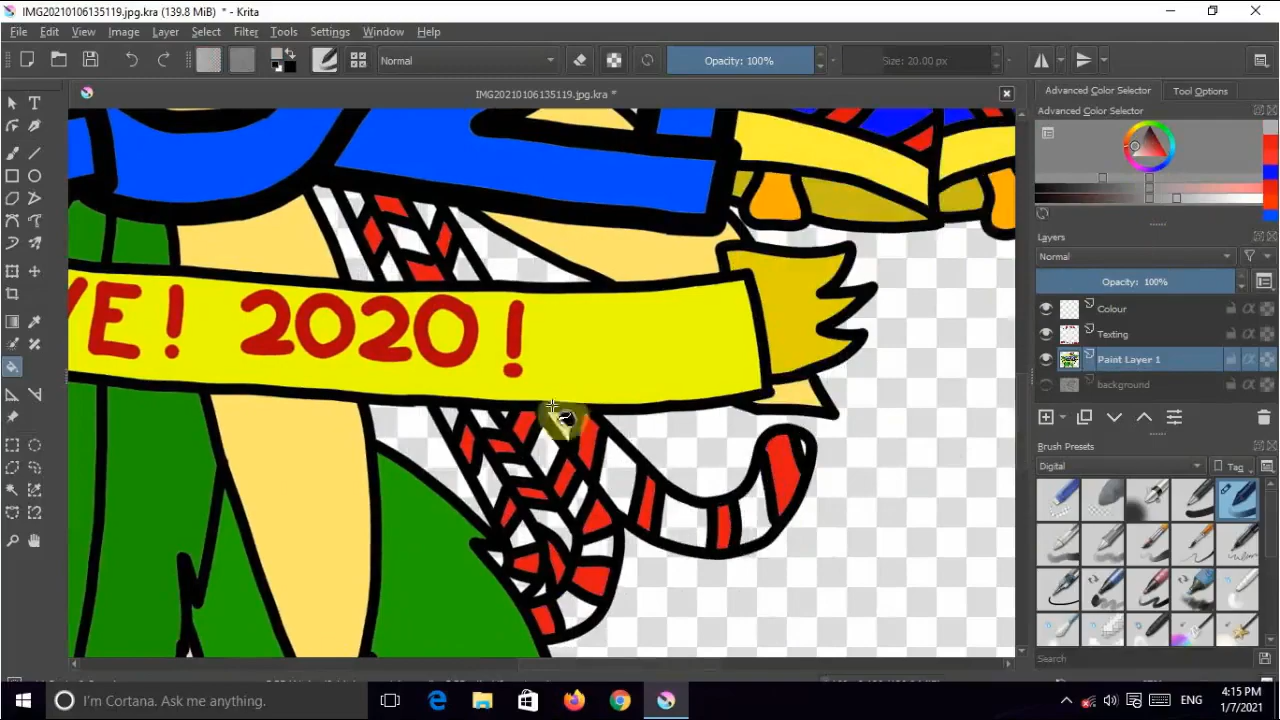 IMG20210106135119.jpg.kra (139.8 MiB) * - Krita
File Edit View Image Layer Select Filter Tools Settings Window Help
Normal Opacity: 100% Size: 20.00 px
IMG20210106135119.jpg.kra *
Advanced Color Selector Tool Options
Advanced Color Selector
VE! 2020!
Layers
Normal
Opacity: 100%
Colour
Texting
Paint Layer 1
background
Brush Presets
Digital Tag
Search
I'm Cortana. Ask me anything.
ENG
4:15 PM
1/7/2021